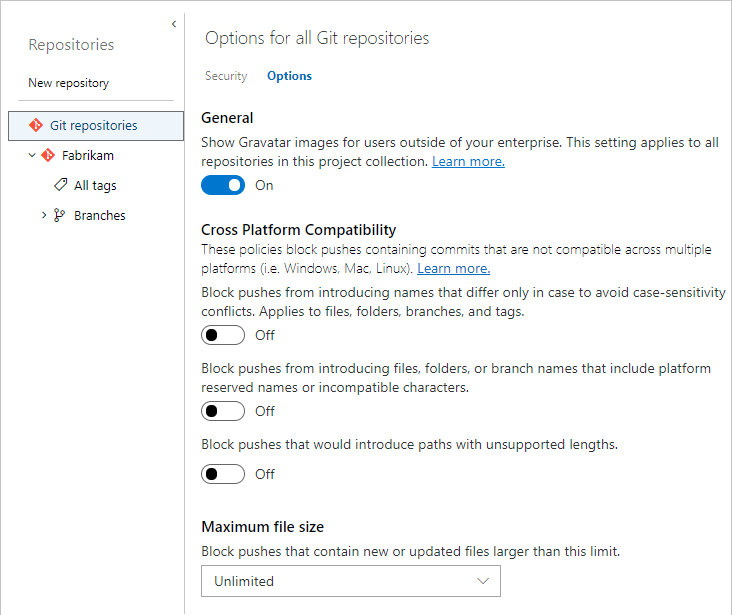 Repositories
New repository
Git repositories
Fabrikam
All tags
Branches
Options for all Git repositories
Security Options
General
Show Gravatar images for users outside of your enterprise. This setting applies to all
repositories in this project collection. Learn more.
On
Cross Platform Compatibility
These policies block pushes containing commits that are not compatible across multiple
platforms (i.e. Windows, Mac, Linux). Learn more.
Block pushes from introducing names that differ only in case to avoid case-sensitivity
conflicts. Applies to files, folders, branches, and tags.
Off
Block pushes from introducing files, folders, or branch names that include platform
reserved names or incompatible characters.
Off
Block pushes that would introduce paths with unsupported lengths.
Off
Maximum file size
Block pushes that contain new or updated files larger than this limit.
Unlimited